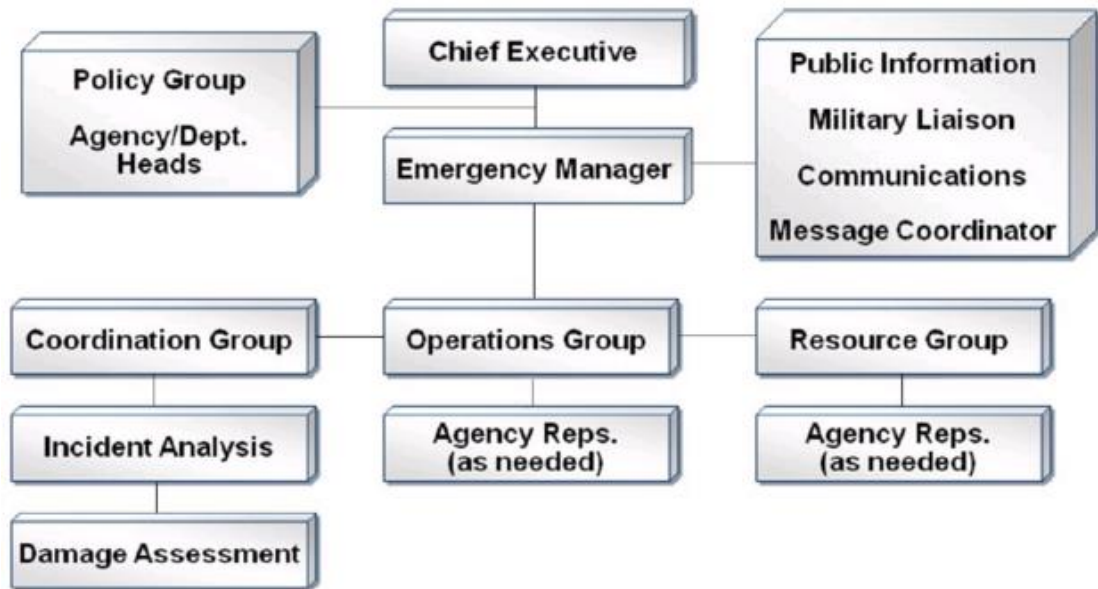 Chief Executive
Policy Group
Agency/Dept.
Heads
Emergency Manager
Public Information
Military Liaison
Communications
Message Coordinator
Coordination Group
Operations Group
Resource Group
Incident Analysis
Agency Reps.
(as needed)
Agency Reps.
(as needed)
Damage Assessment